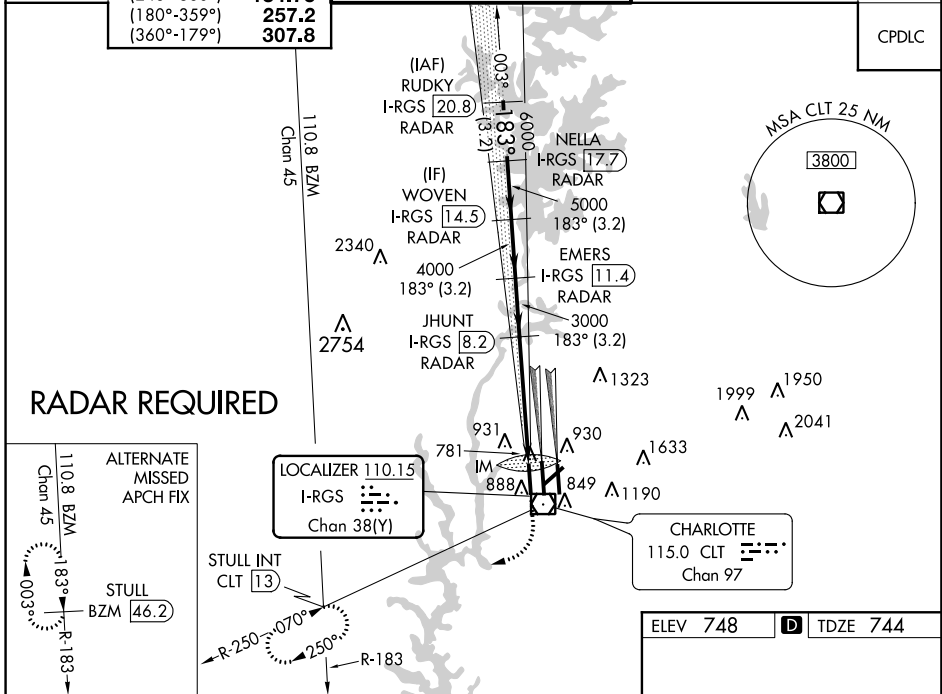 (180°-359°) 257.2
(360°-179°) 307.8
CPDLC
MSA CLT 25 NM
3800
110.8 BZM
Chan 45
(IAF)
RUDKY
I-RGS 20.8
RADAR
003°
183°
(3.2)
6000
NELLA
I-RGS 17.7
RADAR
5000
183° (3.2)
(IF)
WOVEN
I-RGS 14.5
RADAR
4000
183° (3.2)
EMERS
I-RGS 11.4
RADAR
3000
183° (3.2)
JHUNT
I-RGS 8.2
RADAR
2340
2754
1323
1950
1999
2041
RADAR REQUIRED
931
781
IM
930
1633
888
849
1190
LOCALIZER 110.15
I-RGS
Chan 38(Y)
CHARLOTTE
115.0 CLT
Chan 97
ALTERNATE
MISSED
APCH FIX
110.8 BZM
Chan 45
183°
003°
STULL
BZM 46.2
R-183
STULL INT
CLT 13
R-250
070°
250°
R-183
ELEV 748 D TDZE 744